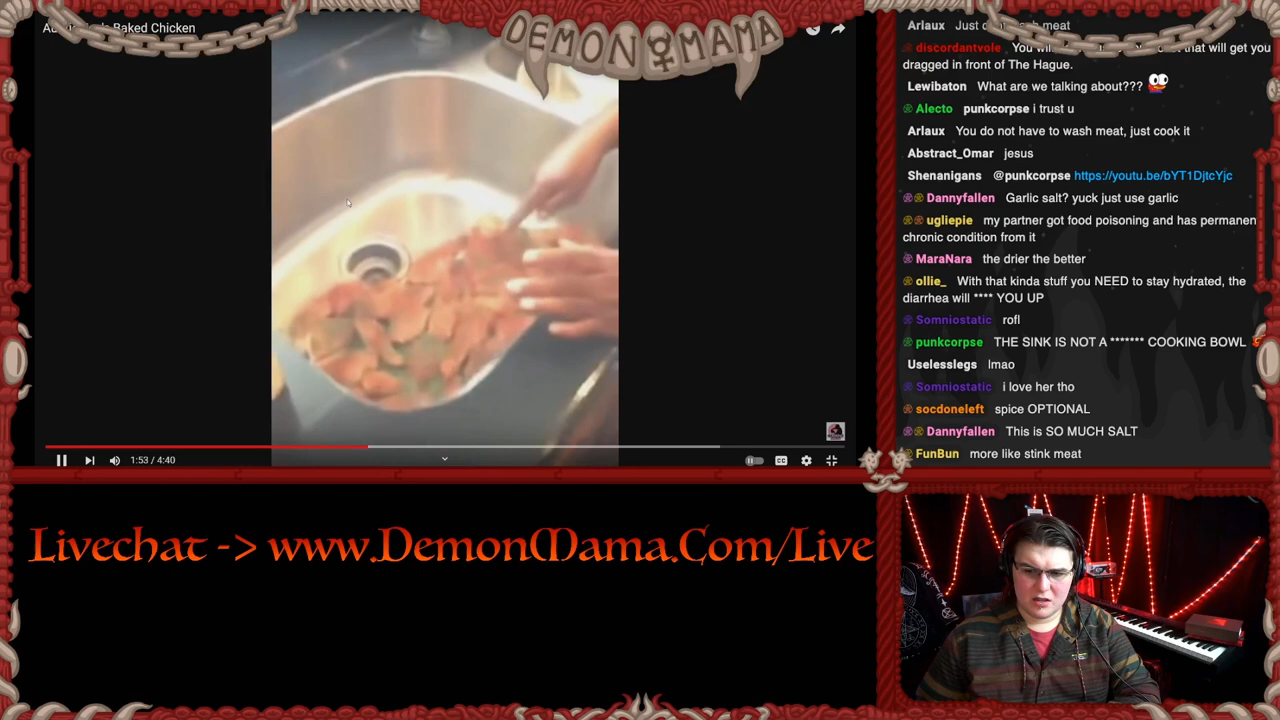 Baked Chicken
DEMON MAMA
1:53 / 4:40
CC
Livechat -> www.DemonMama.Com/Live
Arlaux Just meat
discordantvole You that will get you
dragged in front of The Hague.
Lewibaton What are we talking about???
Alecto punkcorpse i trust u
Arlaux You do not have to wash meat, just cook it
Abstract_Omar jesus
Shenanigans @punkcorpse https://youtu.be/bYT1DjtcYjc
Dannyfallen Garlic salt? yuck just use garlic
ugliepie my partner got food poisoning and has permanen
chronic condition from it
MaraNara the drier the better
ollie_ With that kinda stuff you NEED to stay hydrated, the
diarrhea will **** YOU UP
Somniostatic rofl
punkcorpse THE SINK IS NOT A ******* COOKING BOWL
Uselesslegs lmao
Somniostatic i love her tho
socdoneleft spice OPTIONAL
Dannyfallen This is SO MUCH SALT
FunBun more like stink meat